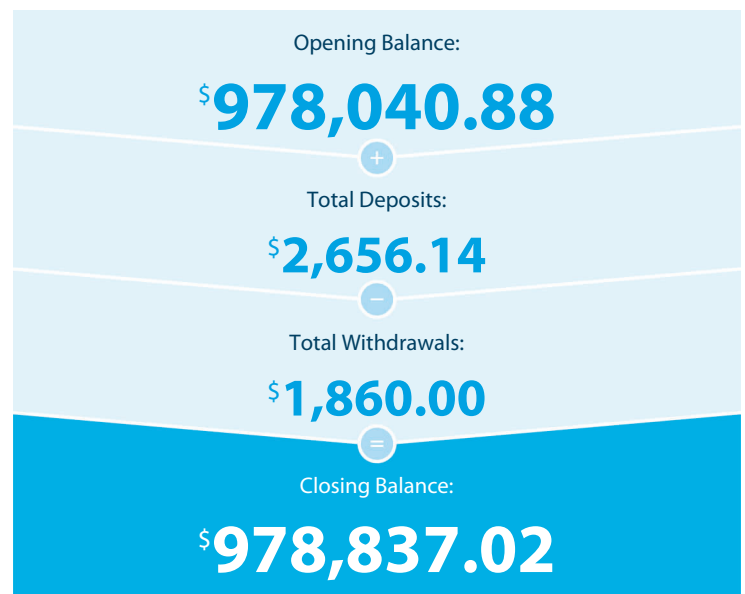 Opening Balance:
$978,040.88
+
Total Deposits:
$2,656.14
−
Total Withdrawals:
$1,860.00
=
Closing Balance:
$978,837.02